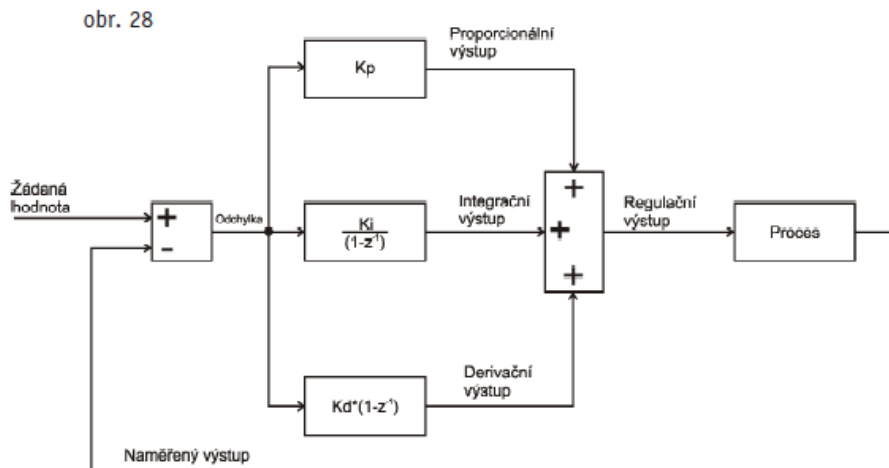 obr. 28
Proporcionální
výstup
Kp
Žádaná
hodnota
+
-
Odchylka
Ki
(1-z⁻¹)
Integrační
výstup
+
+
+
Regulační
výstup
Proces
Kd*(1-z⁻¹)
Derivační
výstup
Naměřený výstup